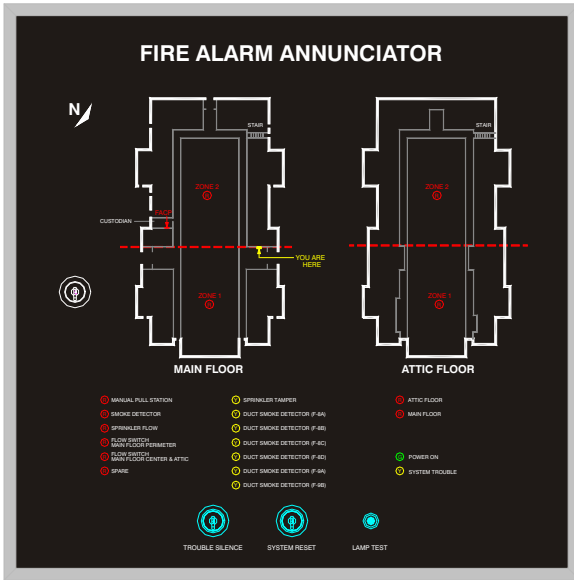 FIRE ALARM ANNUNCIATOR
N
STAIR
STAIR
ZONE 2
R
ZONE 2
R
FACP
CUSTODIAN
YOU ARE
HERE
ZONE 1
R
ZONE 1
R
MAIN FLOOR
ATTIC FLOOR
R MANUAL PULL STATION
R SMOKE DETECTOR
R SPRINKLER FLOW
R FLOW SWITCH
MAIN FLOOR PERIMETER
R FLOW SWITCH
MAIN FLOOR CENTER & ATTIC
R SPARE
Y SPRINKLER TAMPER
Y DUCT SMOKE DETECTOR (F-8A)
Y DUCT SMOKE DETECTOR (F-8B)
Y DUCT SMOKE DETECTOR (F-8C)
Y DUCT SMOKE DETECTOR (F-8D)
Y DUCT SMOKE DETECTOR (F-9A)
Y DUCT SMOKE DETECTOR (F-9B)
R ATTIC FLOOR
R MAIN FLOOR
G POWER ON
Y SYSTEM TROUBLE
TROUBLE SILENCE
SYSTEM RESET
LAMP TEST